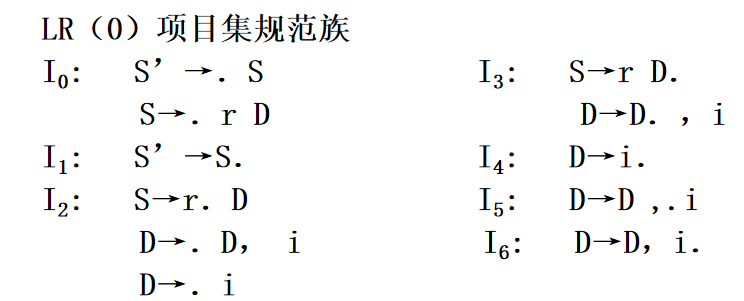 LR（0）项目集规范族
I₀: S’ →. S
S→. r D
I₁: S’ →S.
I₂: S→r. D
D→. D， i
D→. i
I₃: S→r D.
D→D. ，i
I₄: D→i.
I₅: D→D ,. i
I₆: D→D，i.